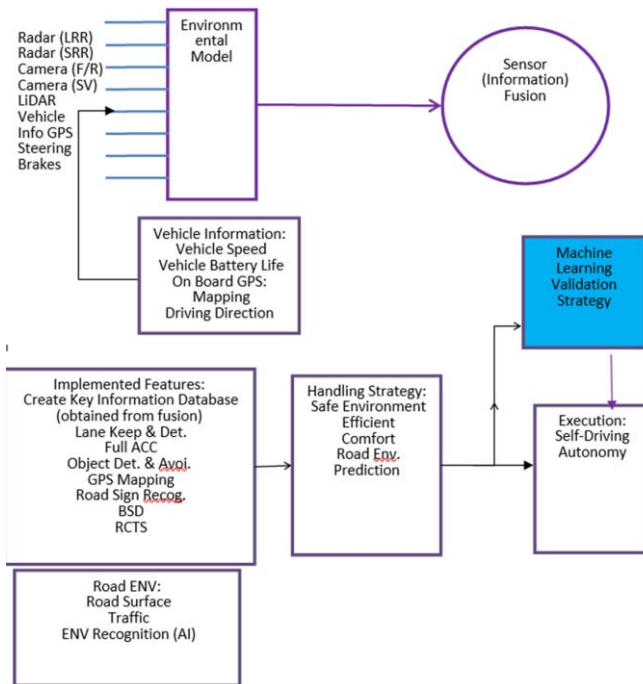 Radar (LRR)
Radar (SRR)
Camera (F/R)
Camera (SV)
LiDAR
Vehicle
Info GPS
Steering
Brakes
Environm
ental
Model
Sensor
(Information)
Fusion
Vehicle Information:
Vehicle Speed
Vehicle Battery Life
On Board GPS:
Mapping
Driving Direction
Machine
Learning
Validation
Strategy
Implemented Features:
Create Key Information Database
(obtained from fusion)
Lane Keep & Det.
Full ACC
Object Det. & Avoi.
GPS Mapping
Road Sign Recog.
BSD
RCTS
Handling Strategy:
Safe Environment
Efficient
Comfort
Road Env.
Prediction
Execution:
Self-Driving
Autonomy
Road ENV:
Road Surface
Traffic
ENV Recognition (AI)